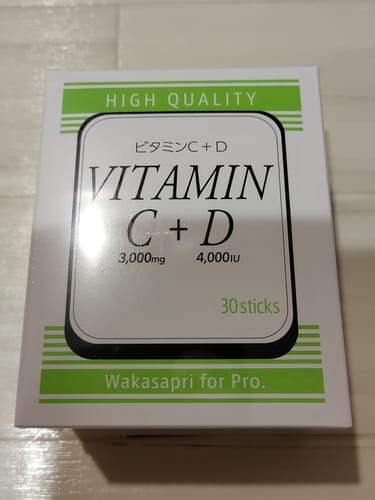 HIGH QUALITY
ビタミンC+D
VITAMIN
C + D
3,000mg 4,000IU
30sticks
Wakasapri for Pro.